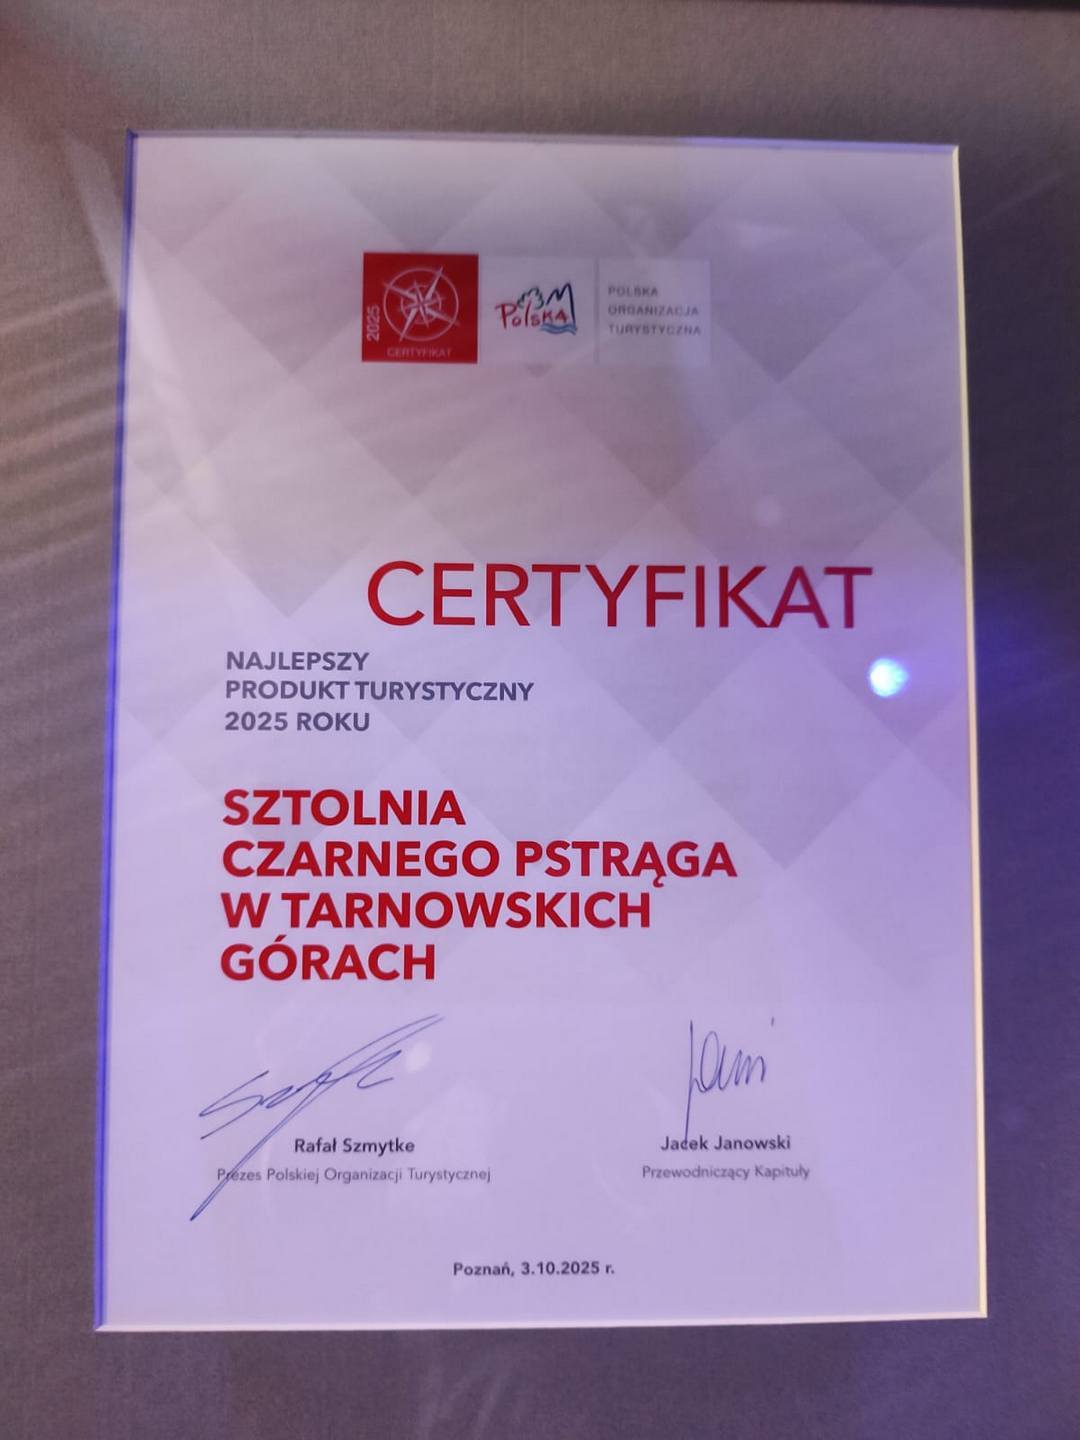 2025
CERTYFIKAT
Polska
POLSKA
ORGANIZACJA
TURYSTYCZNA
CERTYFIKAT
NAJLEPSZY
PRODUKT TURYSTYCZNY
2025 ROKU
SZTOLNIA
CZARNEGO PSTRĄGA
W TARNOWSKICH
GÓRACH
Rafał Szmytke
Prezes Polskiej Organizacji Turystycznej
Jacek Janowski
Przewodniczący Kapituły
Poznań, 3.10.2025 r.